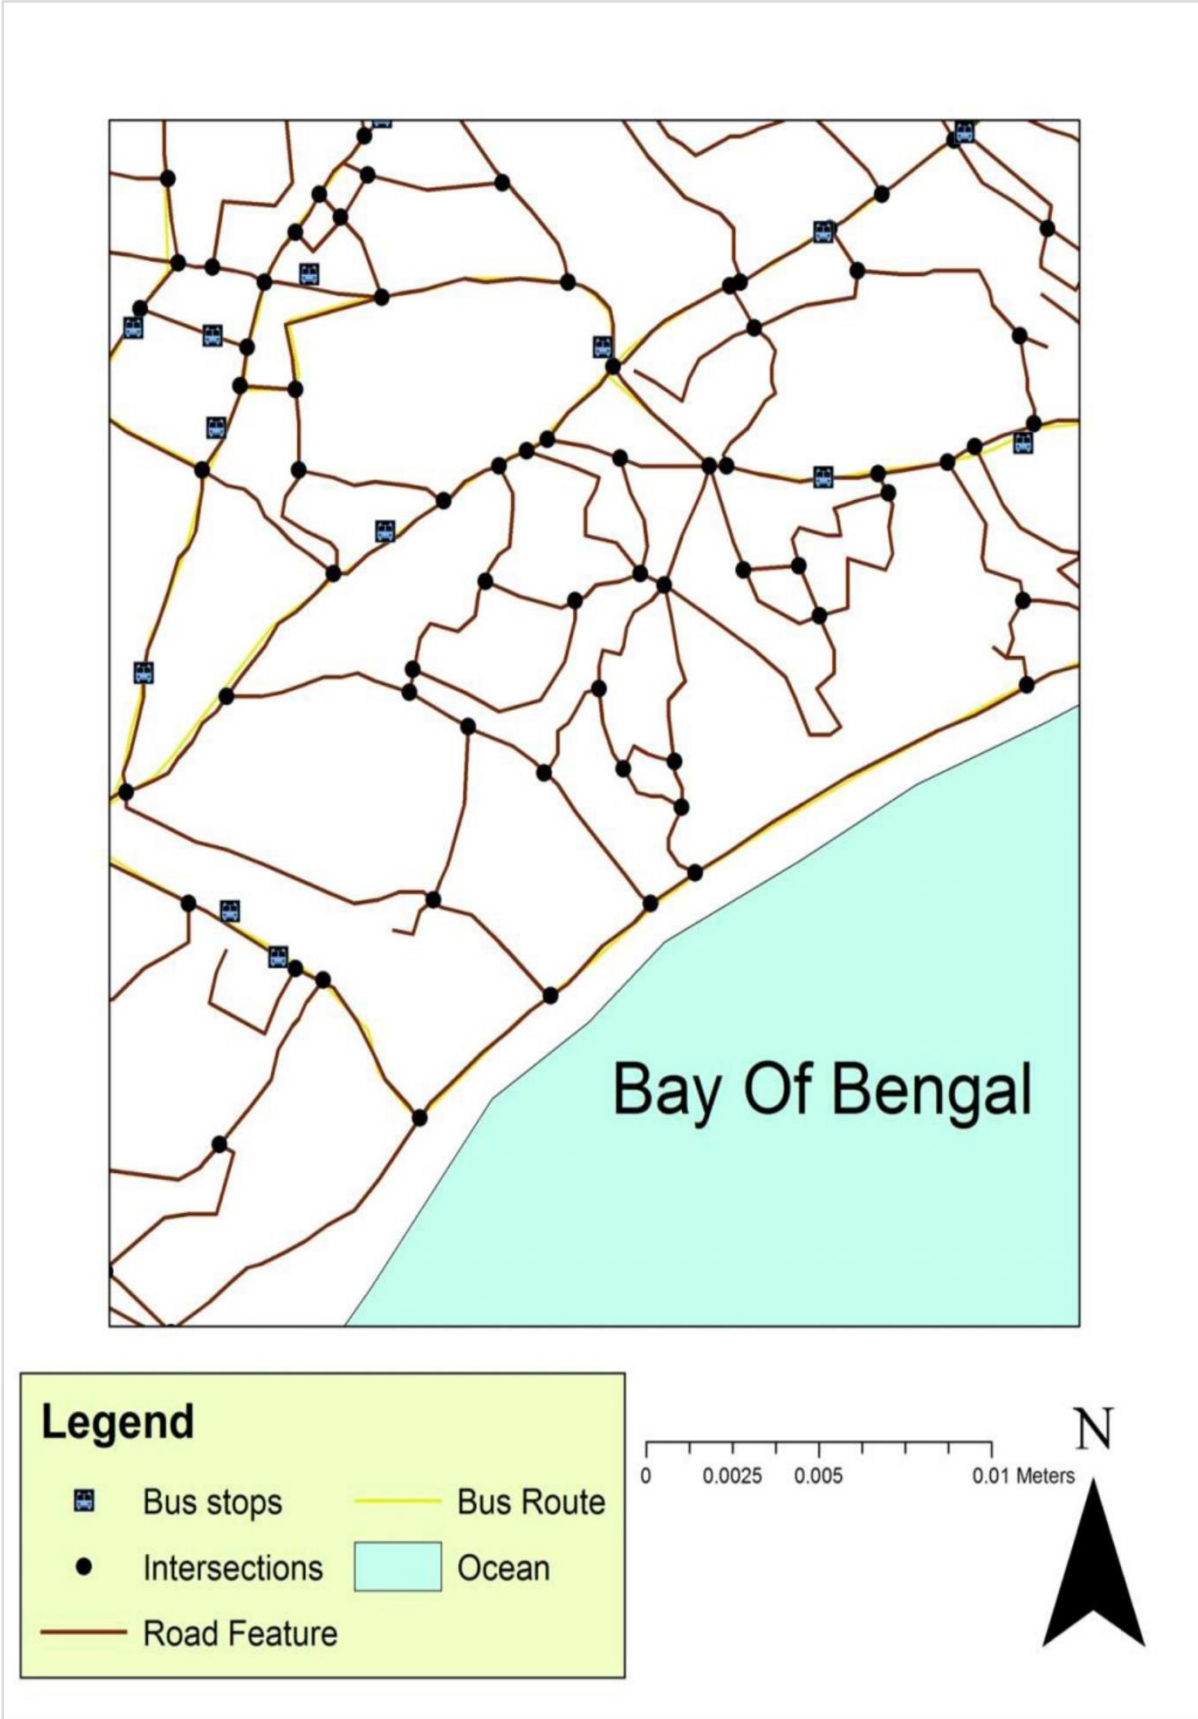 Bay Of Bengal
Legend
Bus stops
Bus Route
Intersections
Ocean
Road Feature
0 0.0025 0.005 0.01 Meters
N